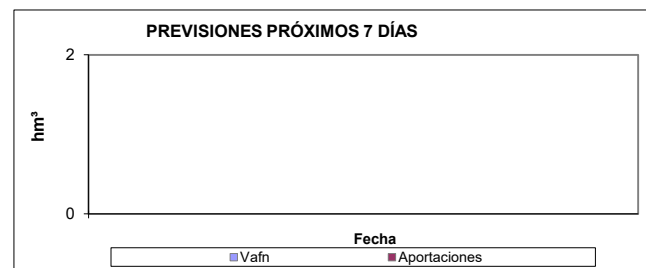 PREVISIONES PRÓXIMOS 7 DÍAS
2
hm³
0
Fecha
Vafn Aportaciones